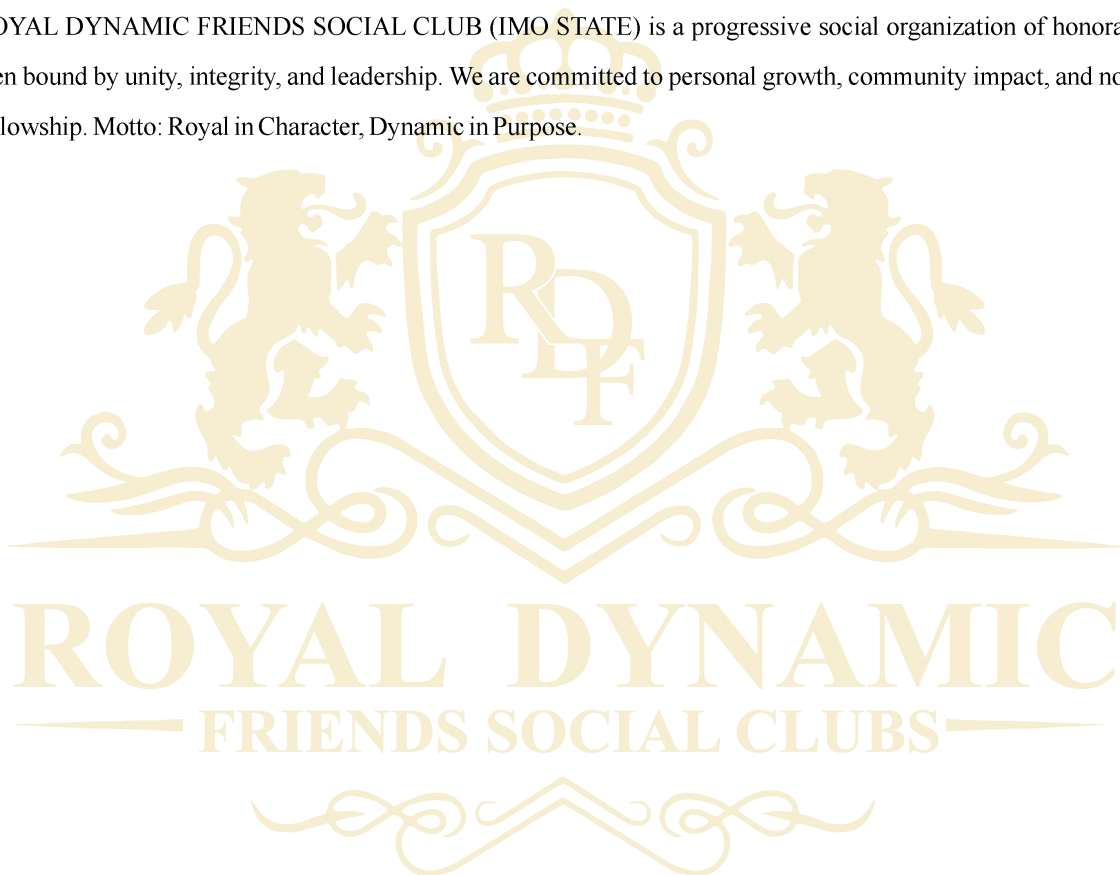 OYAL DYNAMIC FRIENDS SOCIAL CLUB (IMO STATE) is a progressive social organization of honora
en bound by unity, integrity, and leadership. We are committed to personal growth, community impact, and no
llowship. Motto: Royal in Character, Dynamic in Purpose.
RDF
ROYAL DYNAMIC
FRIENDS SOCIAL CLUBS